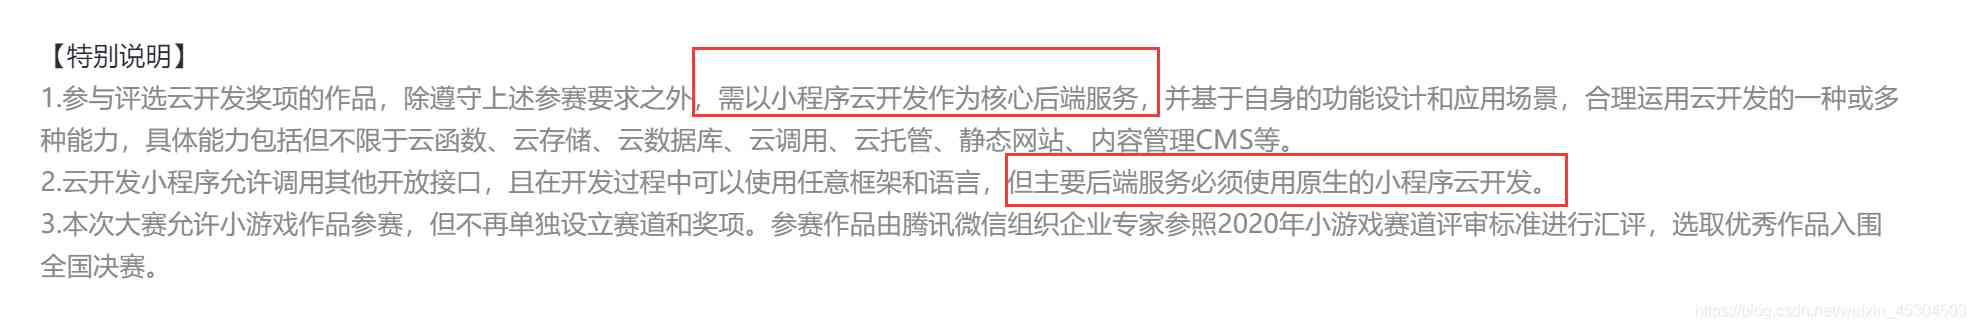 【特别说明】
1.参与评选云开发奖项的作品，除遵守上述参赛要求之外，需以小程序云开发作为核心后端服务，并基于自身的功能设计和应用场景，合理运用云开发的一种或多
种能力，具体能力包括但不限于云函数、云存储、云数据库、云调用、云托管、静态网站、内容管理CMS等。
2.云开发小程序允许调用其他开放接口，且在开发过程中可以使用任意框架和语言，但主要后端服务必须使用原生的小程序云开发。
3.本次大赛允许小游戏作品参赛，但不再单独设立赛道和奖项。参赛作品由腾讯微信组织企业专家参照2020年小游戏赛道评审标准进行汇评，选取优秀作品入围
全国决赛。
https://blog.csdn.net/weixin_45304503